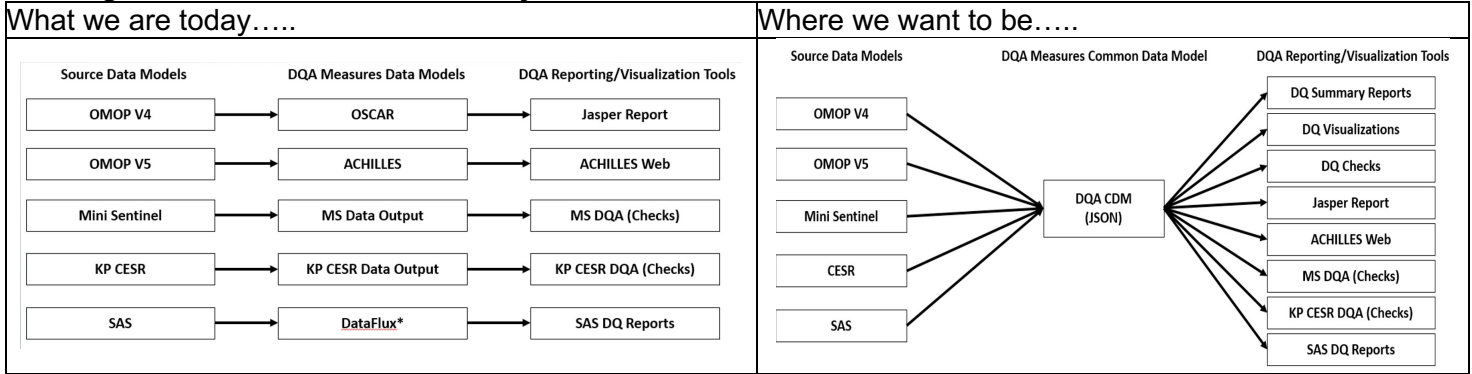 What we are today…..
Where we want to be…..
Source Data Models
DQA Measures Data Models
DQA Reporting/Visualization Tools
OMOP V4
OSCAR
Jasper Report
OMOP V5
ACHILLES
ACHILLES Web
Mini Sentinel
MS Data Output
MS DQA (Checks)
KP CESR
KP CESR Data Output
KP CESR DQA (Checks)
SAS
DataFlux*
SAS DQ Reports
Source Data Models
DQA Measures Common Data Model
DQA Reporting/Visualization Tools
OMOP V4
OMOP V5
Mini Sentinel
CESR
SAS
DQA CDM
(JSON)
DQ Summary Reports
DQ Visualizations
DQ Checks
Jasper Report
ACHILLES Web
MS DQA (Checks)
KP CESR DQA (Checks)
SAS DQ Reports